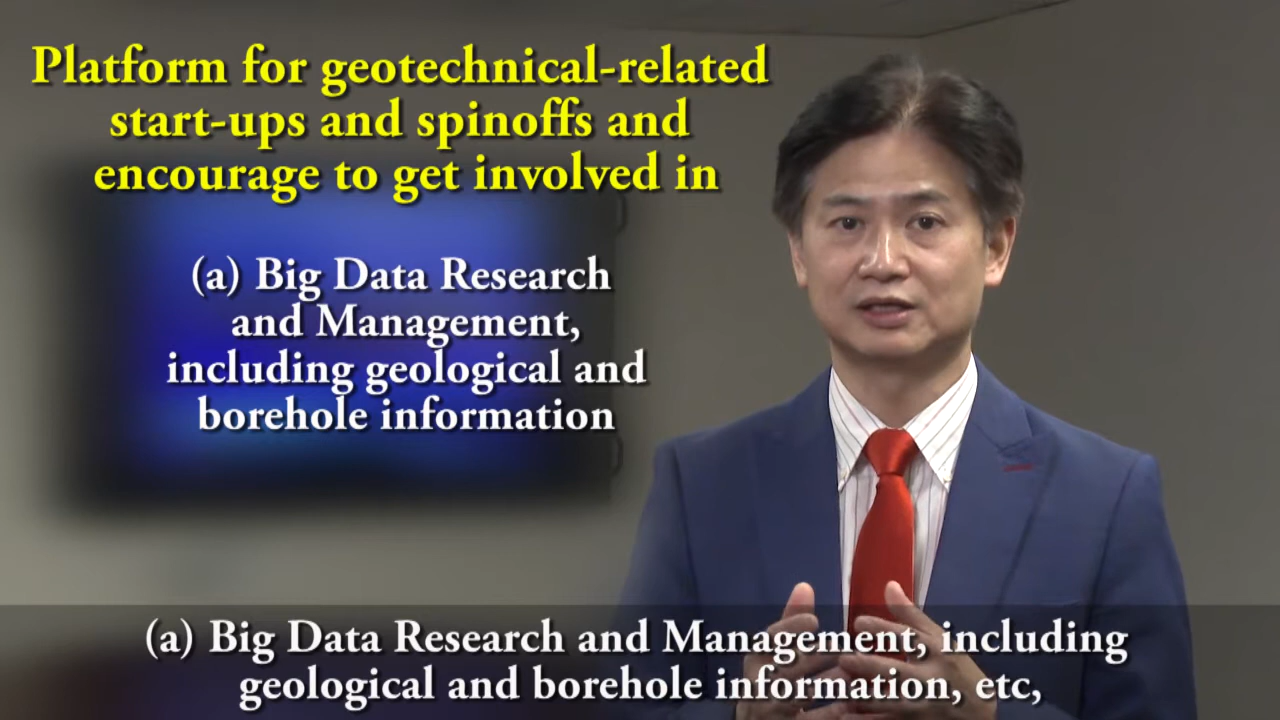 Platform for geotechnical-related
start-ups and spinoffs and
encourage to get involved in
(a) Big Data Research
and Management,
including geological and
borehole information
(a) Big Data Research and Management, including
geological and borehole information, etc,